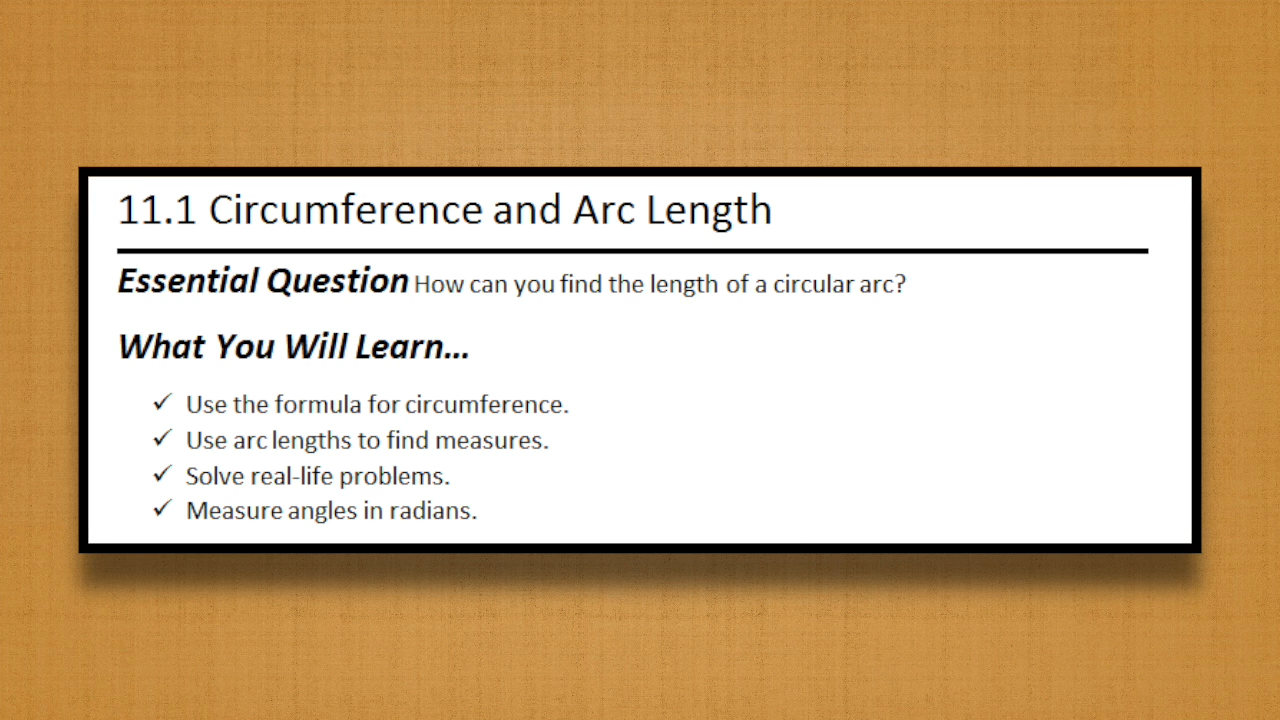 11.1 Circumference and Arc Length
Essential Question How can you find the length of a circular arc?
What You Will Learn...
✓ Use the formula for circumference.
✓ Use arc lengths to find measures.
✓ Solve real-life problems.
✓ Measure angles in radians.